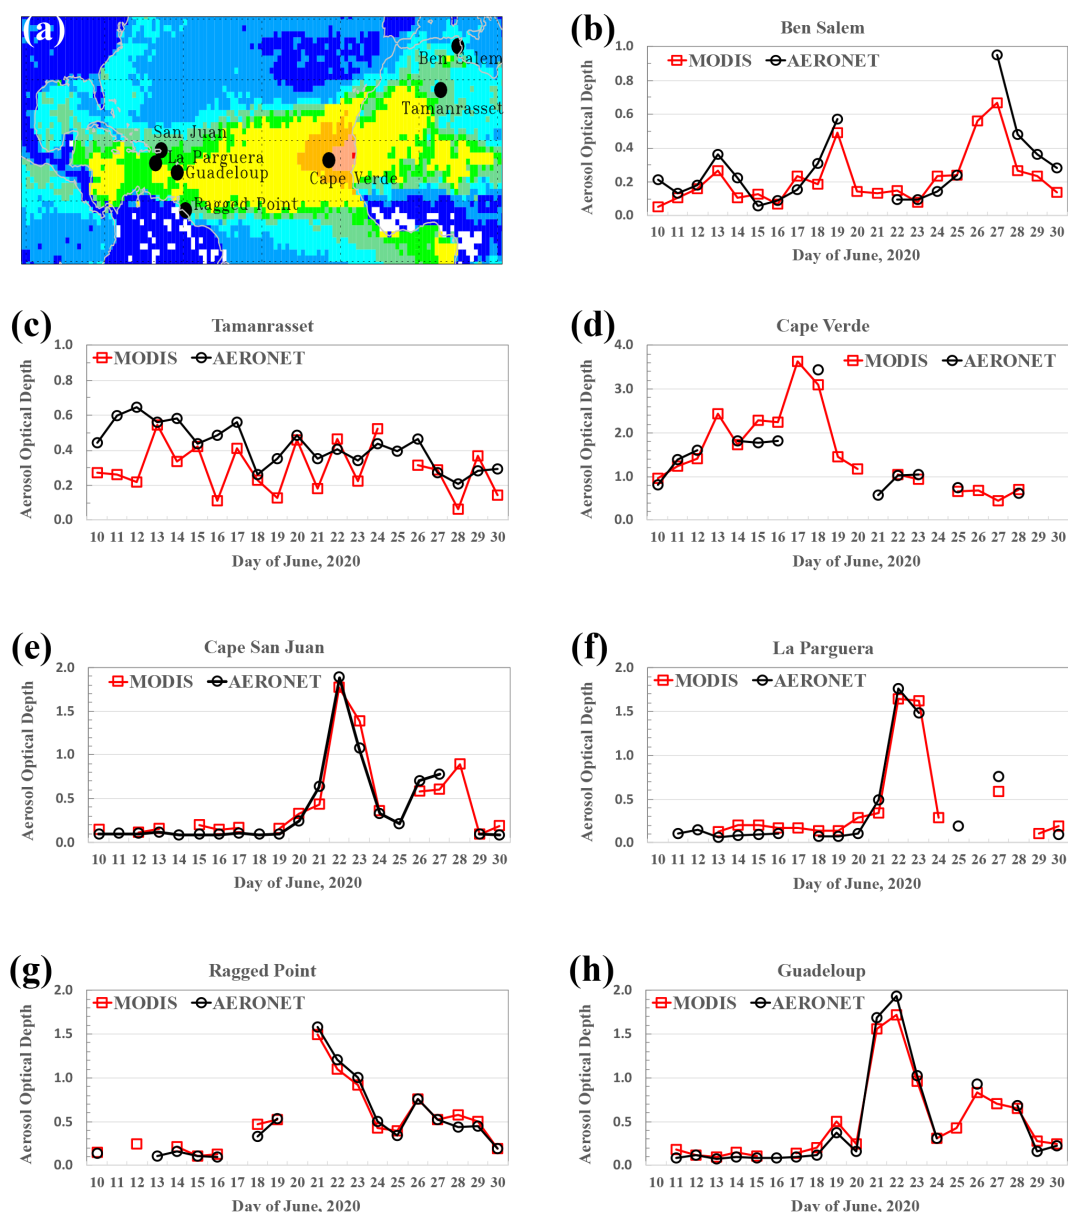 (a)
Ben Salem
Tamanrasset
San Juan
La Parguera
Guadeloup
Cape Verde
Ragged Point
(b)
Ben Salem
MODIS AERONET
Aerosol Optical Depth
1.0
0.8
0.6
0.4
0.2
0.0
10 11 12 13 14 15 16 17 18 19 20 21 22 23 24 25 26 27 28 29 30
Day of June, 2020
(c)
Tamanrasset
MODIS AERONET
Aerosol Optical Depth
1.0
0.8
0.6
0.4
0.2
0.0
10 11 12 13 14 15 16 17 18 19 20 21 22 23 24 25 26 27 28 29 30
Day of June, 2020
(d)
Cape Verde
MODIS AERONET
Aerosol Optical Depth
4.0
3.0
2.0
1.0
0.0
10 11 12 13 14 15 16 17 18 19 20 21 22 23 24 25 26 27 28 29 30
Day of June, 2020
(e)
Cape San Juan
MODIS AERONET
Aerosol Optical Depth
2.0
1.5
1.0
0.5
0.0
10 11 12 13 14 15 16 17 18 19 20 21 22 23 24 25 26 27 28 29 30
Day of June, 2020
(f)
La Parguera
MODIS AERONET
Aerosol Optical Depth
2.0
1.5
1.0
0.5
0.0
10 11 12 13 14 15 16 17 18 19 20 21 22 23 24 25 26 27 28 29 30
Day of June, 2020
(g)
Ragged Point
MODIS AERONET
Aerosol Optical Depth
2.0
1.5
1.0
0.5
0.0
10 11 12 13 14 15 16 17 18 19 20 21 22 23 24 25 26 27 28 29 30
Day of June, 2020
(h)
Guadeloup
MODIS AERONET
Aerosol Optical Depth
2.0
1.5
1.0
0.5
0.0
10 11 12 13 14 15 16 17 18 19 20 21 22 23 24 25 26 27 28 29 30
Day of June, 2020